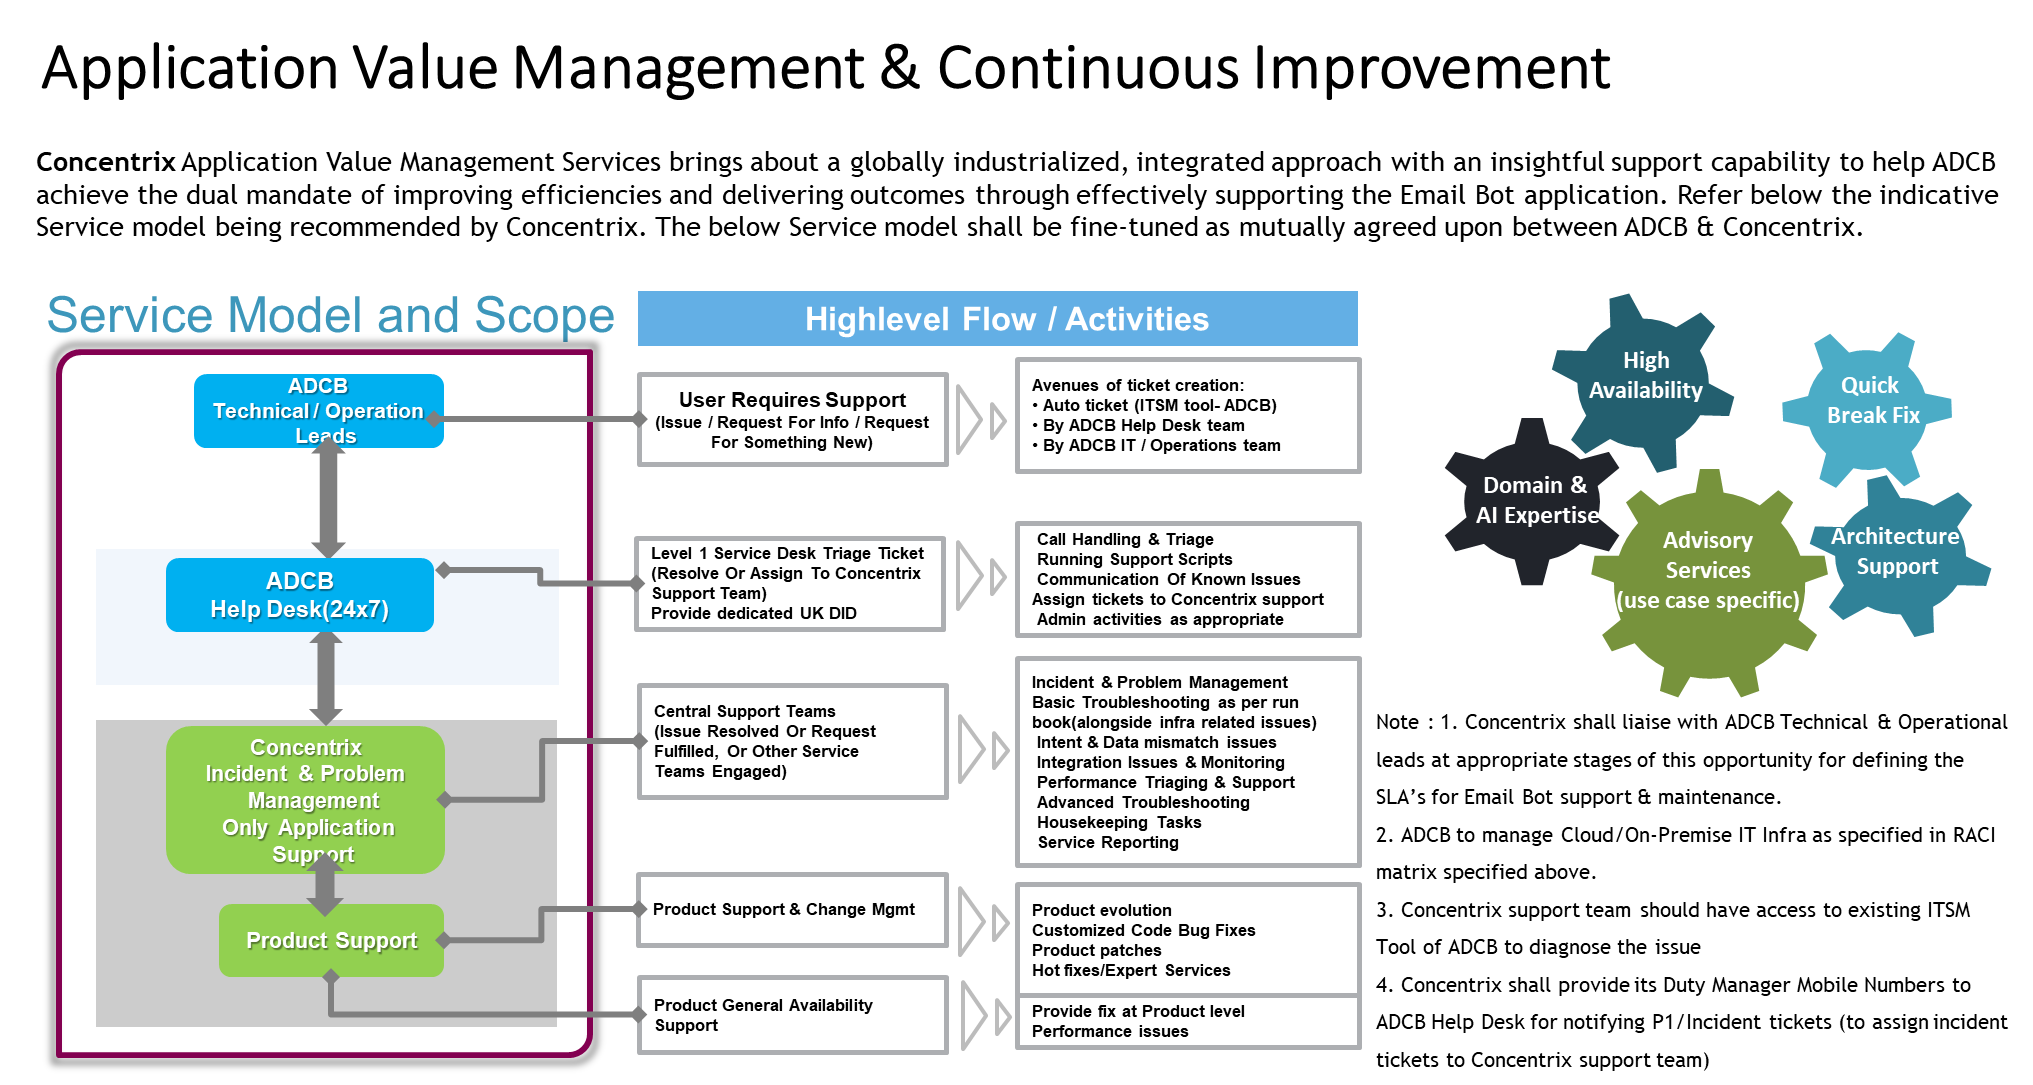 Application Value Management & Continuous Improvement
Concentrix Application Value Management Services brings about a globally industrialized, integrated approach with an insightful support capability to help ADCB
achieve the dual mandate of improving efficiencies and delivering outcomes through effectively supporting the Email Bot application. Refer below the indicative
Service model being recommended by Concentrix. The below Service model shall be fine-tuned as mutually agreed upon between ADCB & Concentrix.
Service Model and Scope
ADCB
Technical / Operation
Leads
ADCB
Help Desk(24x7)
Concentrix
Incident & Problem
Management
Only Application
Support
Product Support
Highlevel Flow / Activities
User Requires Support
(Issue / Request For Info / Request
For Something New)
Avenues of ticket creation:
• Auto ticket (ITSM tool- ADCB)
• By ADCB Help Desk team
• By ADCB IT / Operations team
Level 1 Service Desk Triage Ticket
(Resolve Or Assign To Concentrix
Support Team)
Provide dedicated UK DID
Call Handling & Triage
Running Support Scripts
Communication Of Known Issues
Assign tickets to Concentrix support
Admin activities as appropriate
Central Support Teams
(Issue Resolved Or Request
Fulfilled, Or Other Service
Teams Engaged)
Incident & Problem Management
Basic Troubleshooting as per run
book(alongside infra related issues)
Intent & Data mismatch issues
Integration Issues & Monitoring
Performance Triaging & Support
Advanced Troubleshooting
Housekeeping Tasks
Service Reporting
Product Support & Change Mgmt
Product evolution
Customized Code Bug Fixes
Product patches
Hot fixes/Expert Services
Product General Availability
Support
Provide fix at Product level
Performance issues
High
Availability
Quick
Break Fix
Domain &
AI Expertise
Advisory
Services
(use case specific)
Architecture
Support
Note : 1. Concentrix shall liaise with ADCB Technical & Operational
leads at appropriate stages of this opportunity for defining the
SLA's for Email Bot support & maintenance.
2. ADCB to manage Cloud/On-Premise IT Infra as specified in RACI
matrix specified above.
3. Concentrix support team should have access to existing ITSM
Tool of ADCB to diagnose the issue
4. Concentrix shall provide its Duty Manager Mobile Numbers to
ADCB Help Desk for notifying P1/Incident tickets (to assign incident
tickets to Concentrix support team)